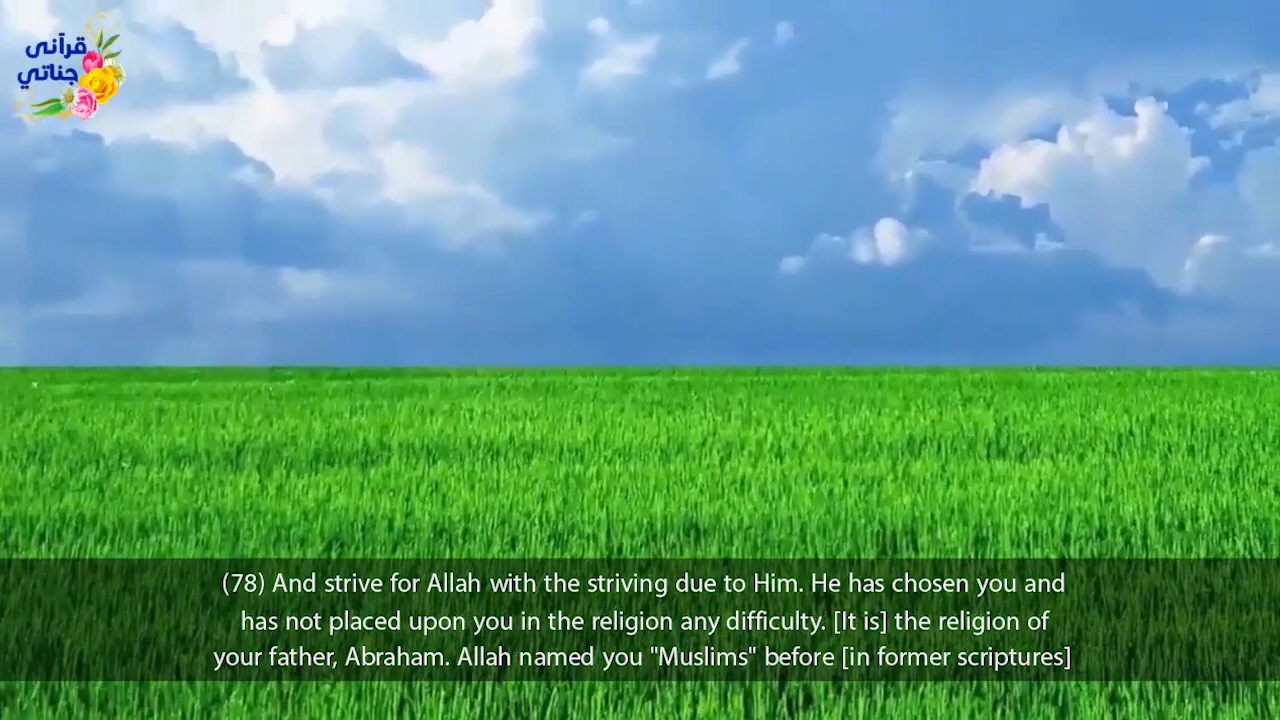 قرآنى
جناتي
(78) And strive for Allah with the striving due to Him. He has chosen you and
has not placed upon you in the religion any difficulty. [It is] the religion of
your father, Abraham. Allah named you "Muslims" before [in former scriptures]